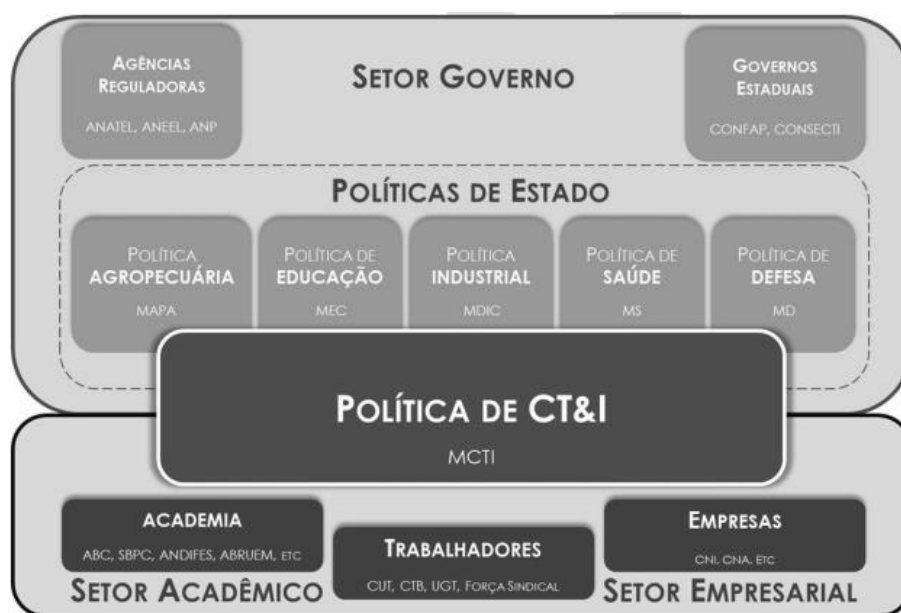 AGÊNCIAS
REGULADORAS
ANATEL, ANEEL, ANP
SETOR GOVERNO
GOVERNOS
ESTADUAIS
CONFAP, CONSECTI
POLÍTICAS DE ESTADO
POLÍTICA
AGROPECUÁRIA
MAPA
POLÍTICA DE
EDUCAÇÃO
MEC
POLÍTICA
INDUSTRIAL
MDIC
POLÍTICA DE
SAÚDE
MS
POLÍTICA DE
DEFESA
MD
POLÍTICA DE CT&I
MCTI
ACADEMIA
ABC, SBPC, ANDIFES, ABRUEM, ETC
SETOR ACADÊMICO
TRABALHADORES
CUT, CTB, UGT, FORÇA SINDICAL
EMPRESAS
CNI, CNA, ETC
SETOR EMPRESARIAL